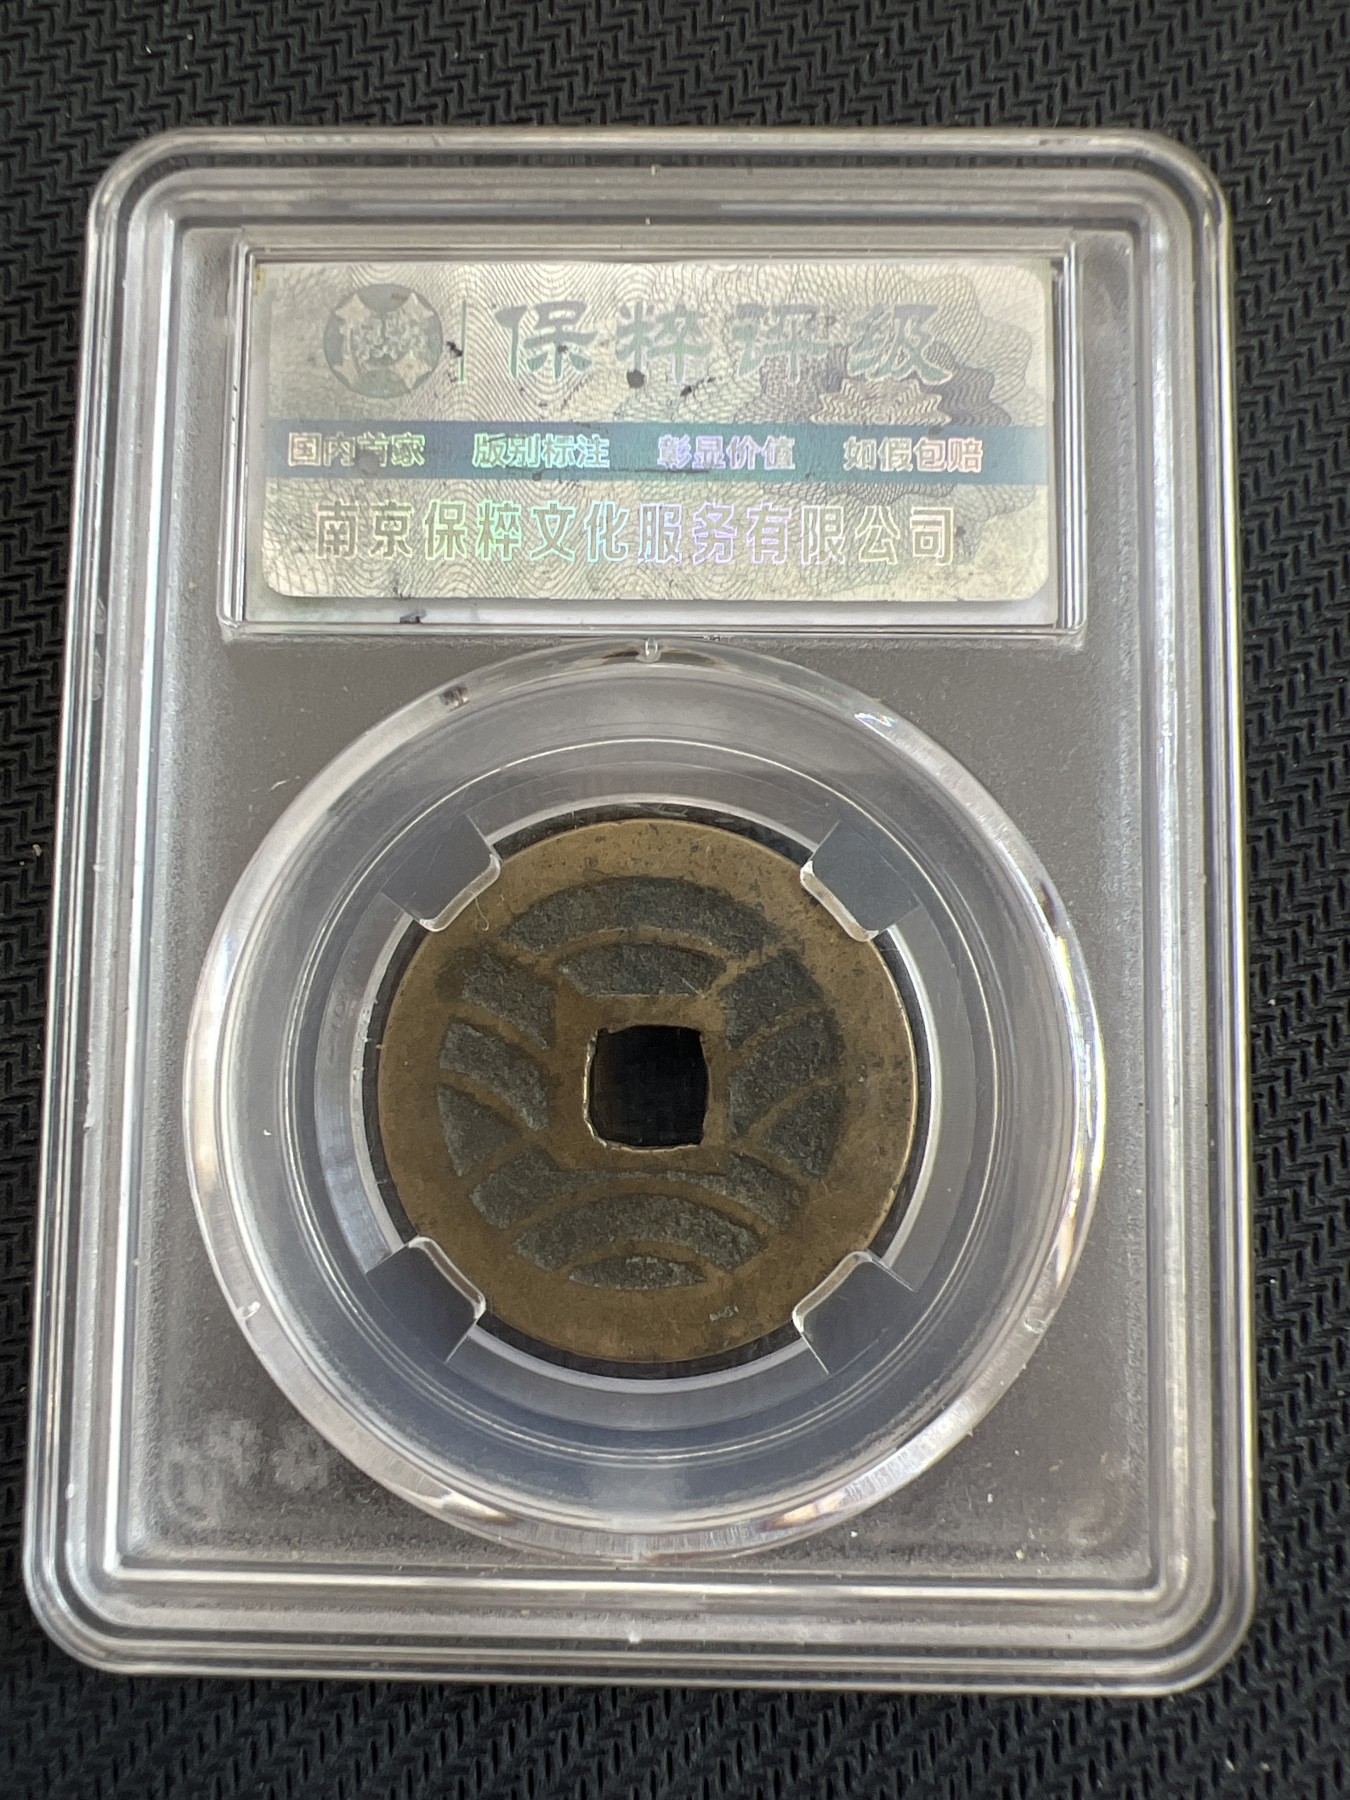 保粹评级
国内首家 版别标注 彰显价值 如假包赔
南京保粹文化服务有限公司